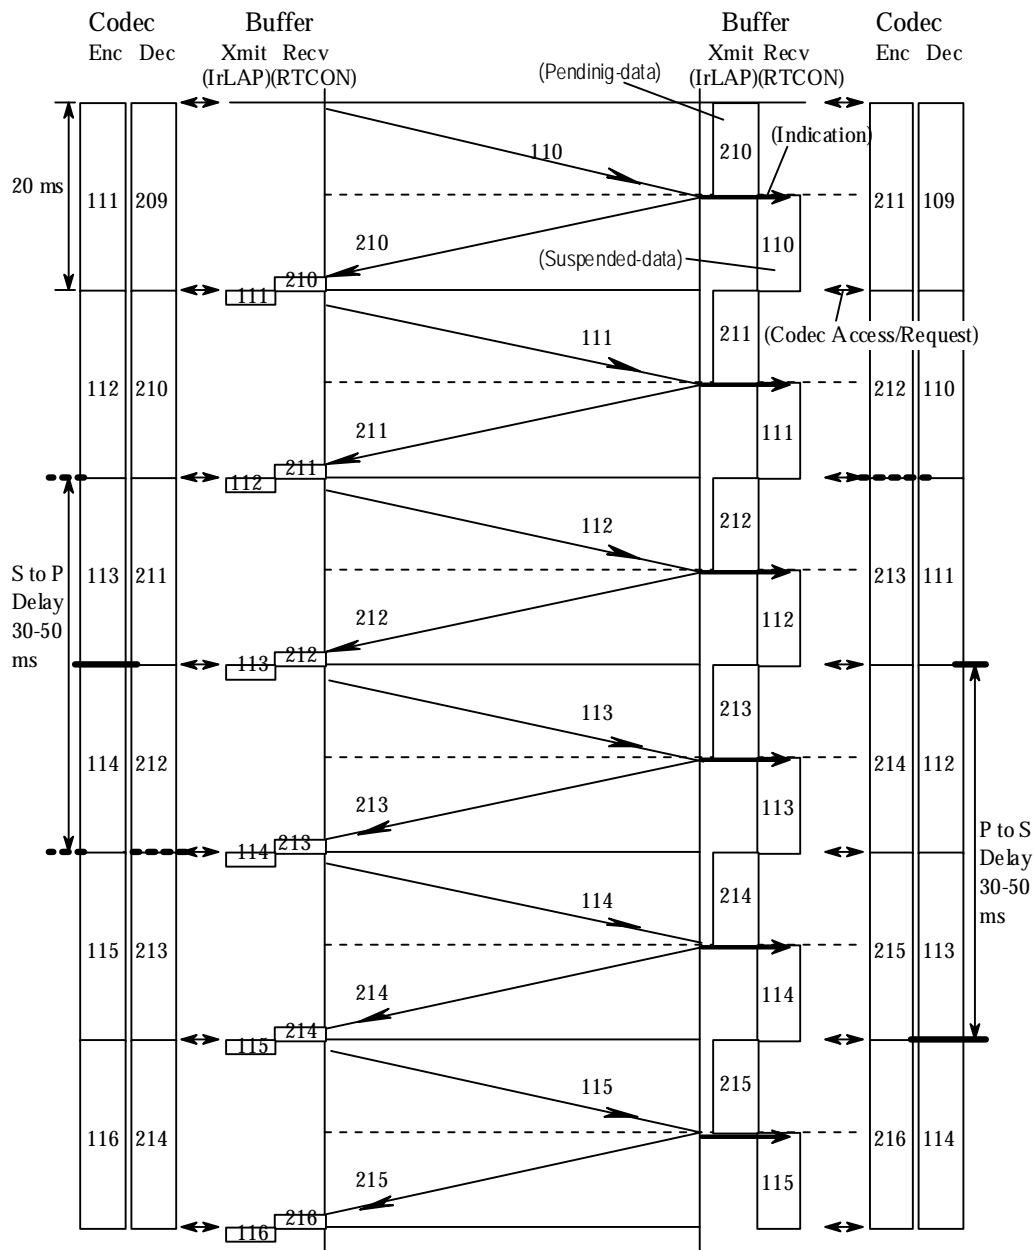 Codec Buffer Buffer Codec
Enc Dec Xmit Recv Xmit Recv Enc Dec
(IrLAP)(RTCON) (IrLAP)(RTCON)
(Pendinig-data)
(Indication)
110 210
20 ms 111 209 211 109
210 110
(Suspended-data)
210
111
(Codec Access/Request)
111 211
112 210 212 110
211 111
211
112
112 212
S to P
Delay
30-50
ms
113 211 213 111
212 112
212
113
113 213
114 212 214 112
213 113
P to S
Delay
30-50
ms
213
114
114 214
115 213 215 113
214 114
214
115
115 215
116 214 216 114
215 115
216
116